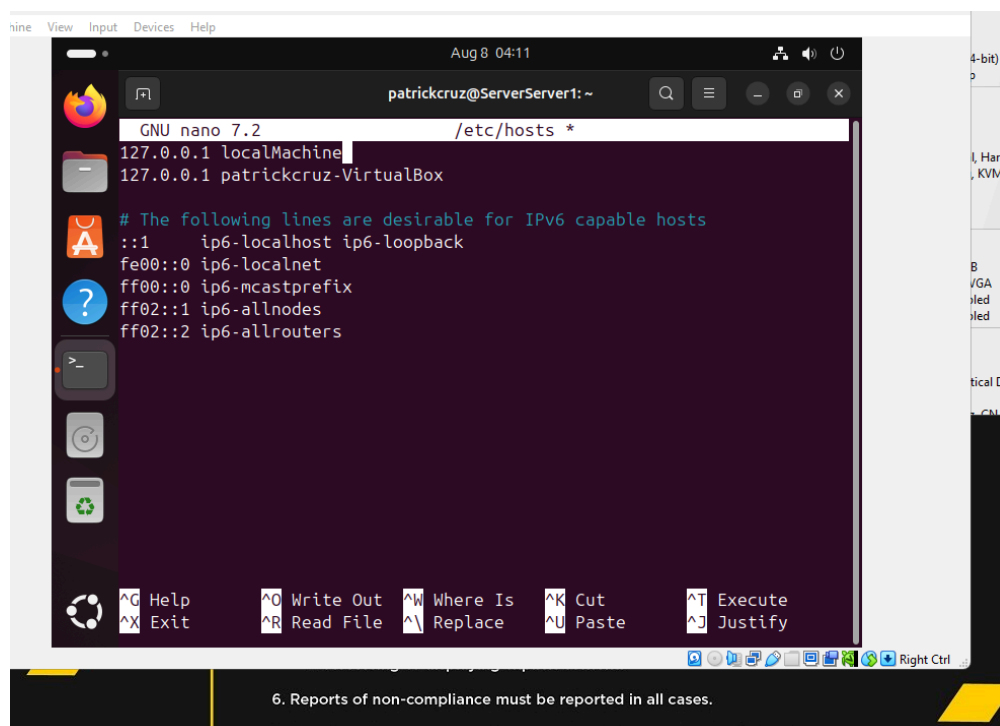 View Input Devices Help
Aug 8 04:11
patrickcruz@ServerServer1: ~
GNU nano 7.2 /etc/hosts *
127.0.0.1 localMachine
127.0.0.1 patrickcruz-VirtualBox
# The following lines are desirable for IPv6 capable hosts
::1 ip6-localhost ip6-loopback
fe00::0 ip6-localnet
ff00::0 ip6-mcastprefix
ff02::1 ip6-allnodes
ff02::2 ip6-allrouters
^G Help ^O Write Out ^W Where Is ^K Cut ^T Execute
^X Exit ^R Read File ^\ Replace ^U Paste ^J Justify
Right Ctrl
6. Reports of non-compliance must be reported in all cases.